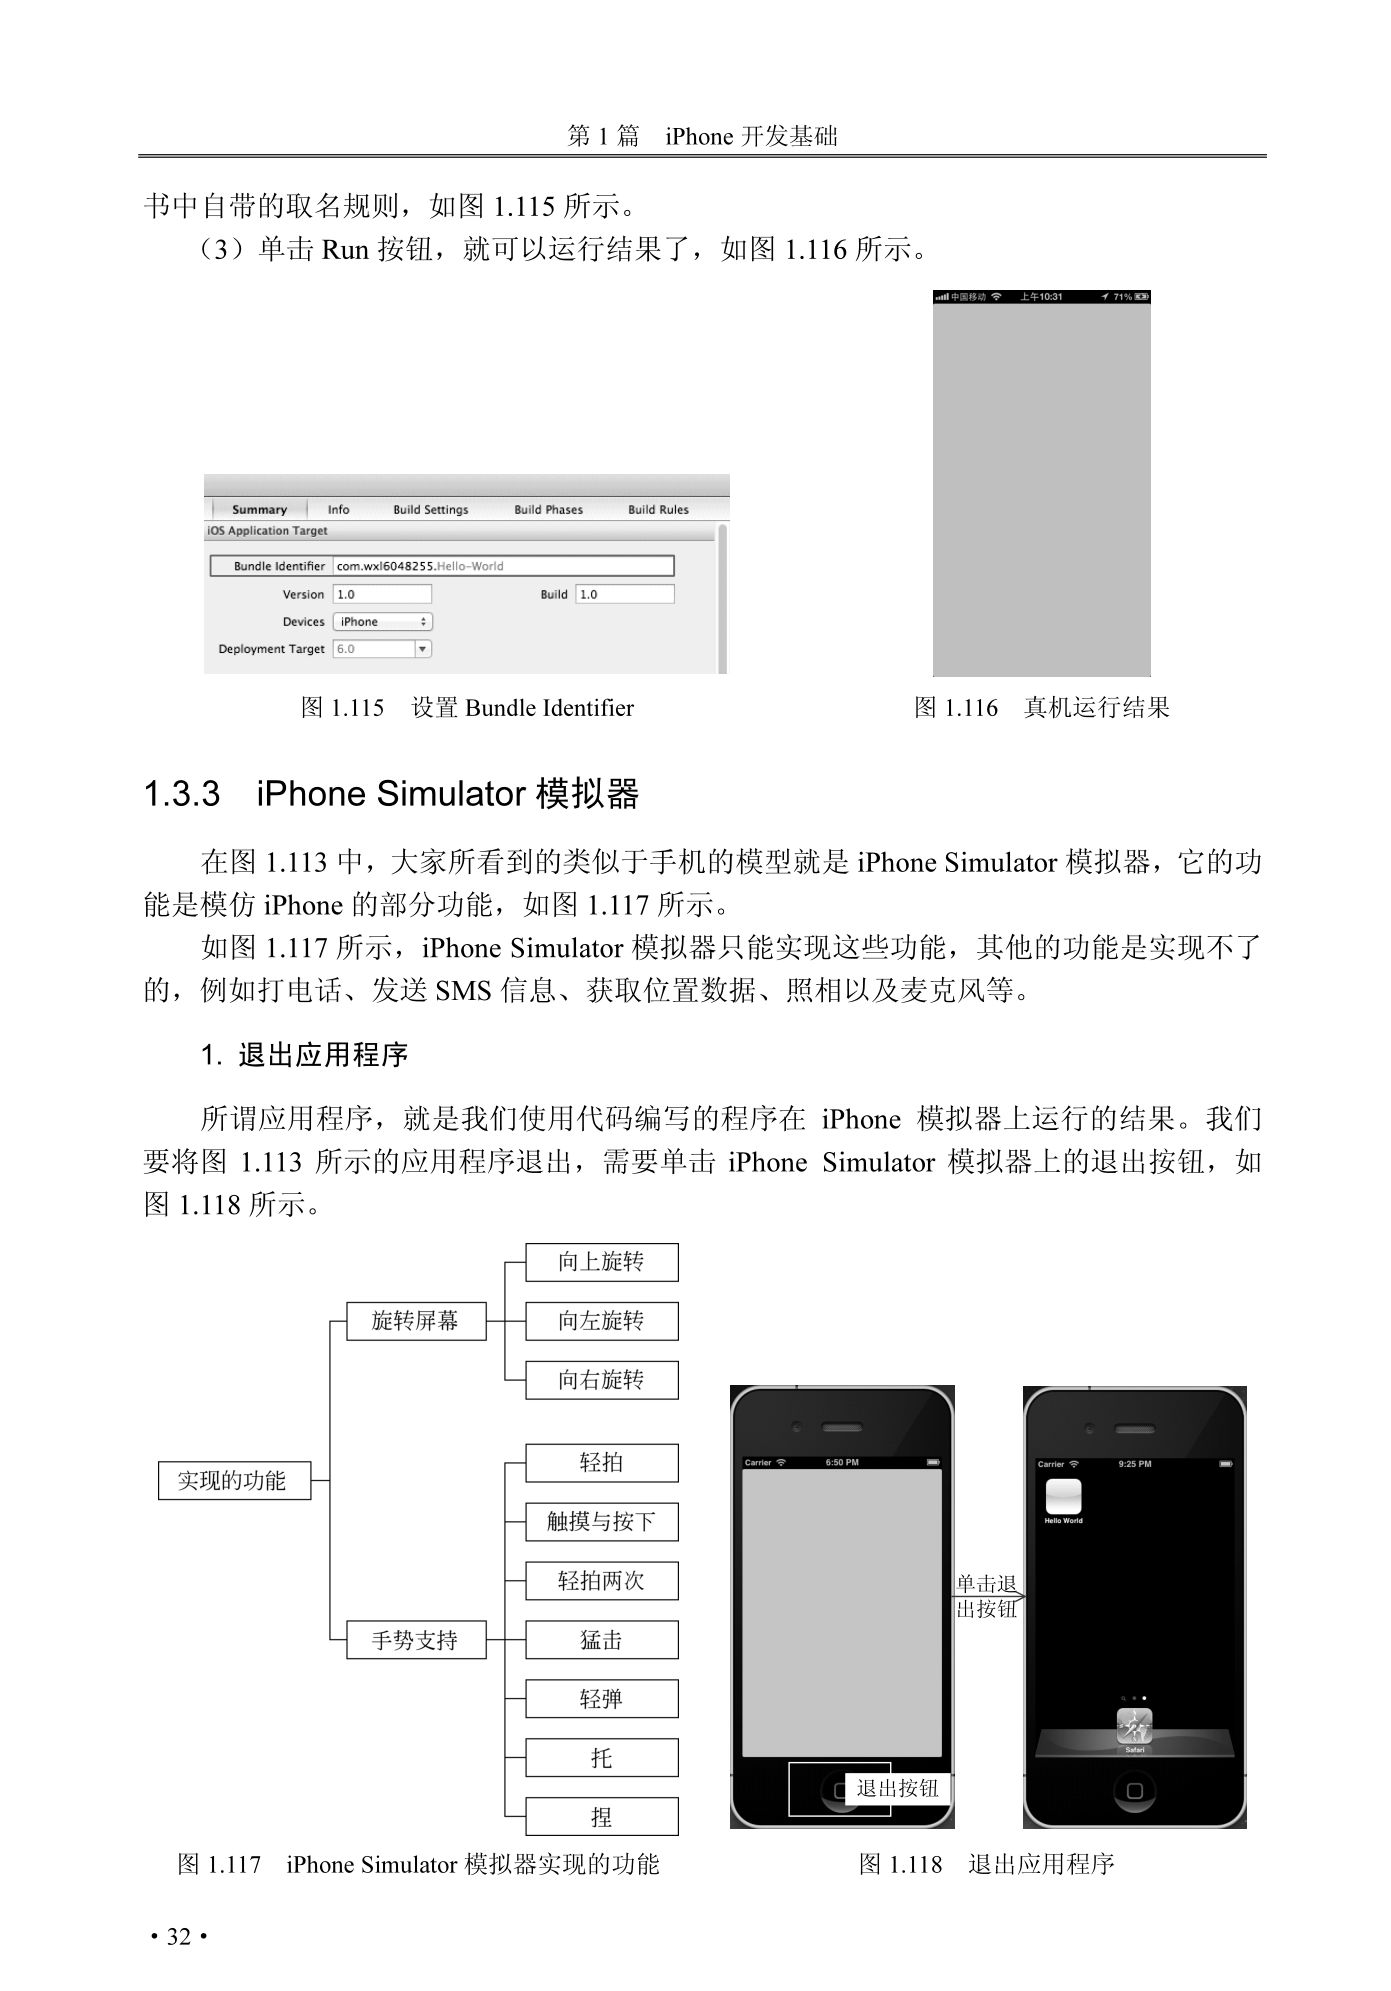 第 1 篇　iPhone 开发基础
书中自带的取名规则，如图 1.115 所示。
（3）单击 Run 按钮，就可以运行结果了，如图 1.116 所示。
中国移动 上午10:31 71%
Summary Info Build Settings Build Phases Build Rules
iOS Application Target
Bundle Identifier com.wxl6048255.Hello-World
Version 1.0 Build 1.0
Devices iPhone
Deployment Target 6.0
图 1.115　设置 Bundle Identifier
图 1.116　真机运行结果
1.3.3　iPhone Simulator 模拟器
在图 1.113 中，大家所看到的类似于手机的模型就是 iPhone Simulator 模拟器，它的功
能是模仿 iPhone 的部分功能，如图 1.117 所示。
如图 1.117 所示，iPhone Simulator 模拟器只能实现这些功能，其他的功能是实现不了
的，例如打电话、发送 SMS 信息、获取位置数据、照相以及麦克风等。
1. 退出应用程序
所谓应用程序，就是我们使用代码编写的程序在 iPhone 模拟器上运行的结果。我们
要将图 1.113 所示的应用程序退出，需要单击 iPhone Simulator 模拟器上的退出按钮，如
图 1.118 所示。
实现的功能
旋转屏幕
向上旋转
向左旋转
向右旋转
手势支持
轻拍
触摸与按下
轻拍两次
猛击
轻弹
托
捏
图 1.117　iPhone Simulator 模拟器实现的功能
Carrier 6:50 PM
退出按钮
单击退
出按钮
Carrier 9:25 PM
Hello World
Safari
图 1.118　退出应用程序
·32·